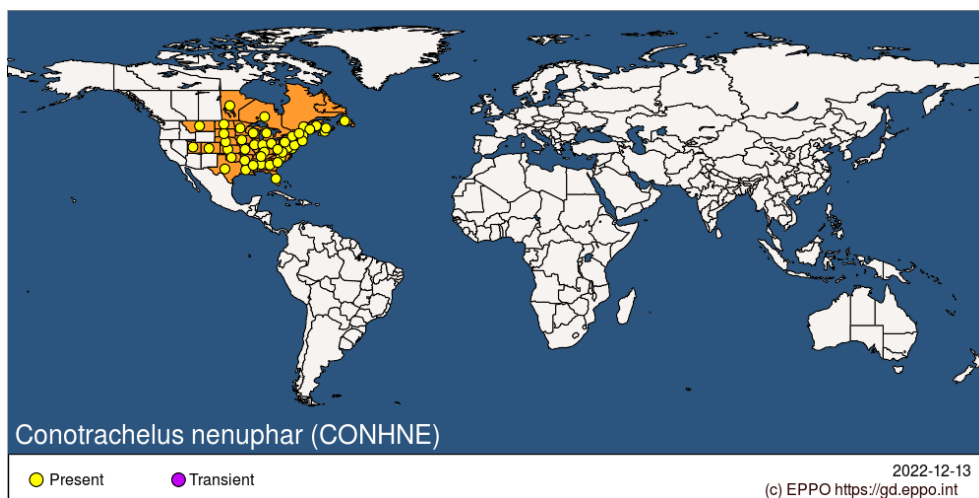 Conotrachelus nenuphar (CONHNE)
Present
Transient
2022-12-13
(c) EPPO https://gd.eppo.int